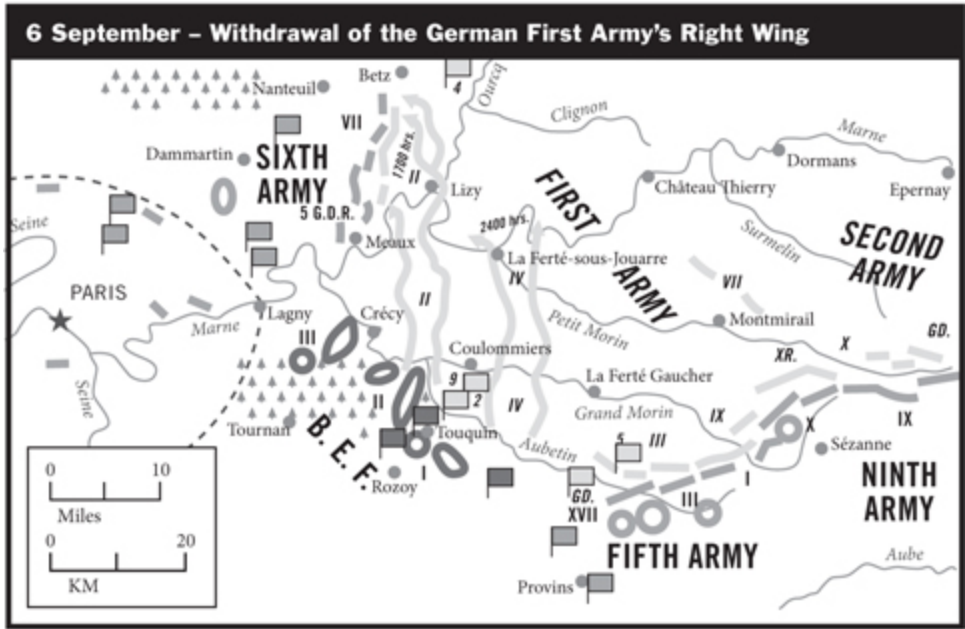 6 September – Withdrawal of the German First Army's Right Wing
Betz
4
Ourcq
Nanteuil
VII
Clignon
Marne
Dammartin
SIXTH
ARMY
1700 hrs.
II
Lizy
FIRST
ARMY
Dormans
Château Thierry
Epernay
5 G.D.R.
2400 hrs.
Surmelin
SECOND
ARMY
Seine
Meaux
La Ferté-sous-Jouarre
IV
VII
PARIS
Lagny
Marne
Crécy
II
Petit Morin
Montmirail
GD.
X
XR.
III
Coulommiers
La Ferté Gaucher
9
2
II
IV
Grand Morin
IX
X
IX
Seine
Tournan
B. E. F.
Touquin
Aubetin
5
III
Sézanne
I
Rozoy
I
GD.
XVII
III
NINTH
ARMY
0
10
Miles
0
20
KM
FIFTH ARMY
Provins
Aube